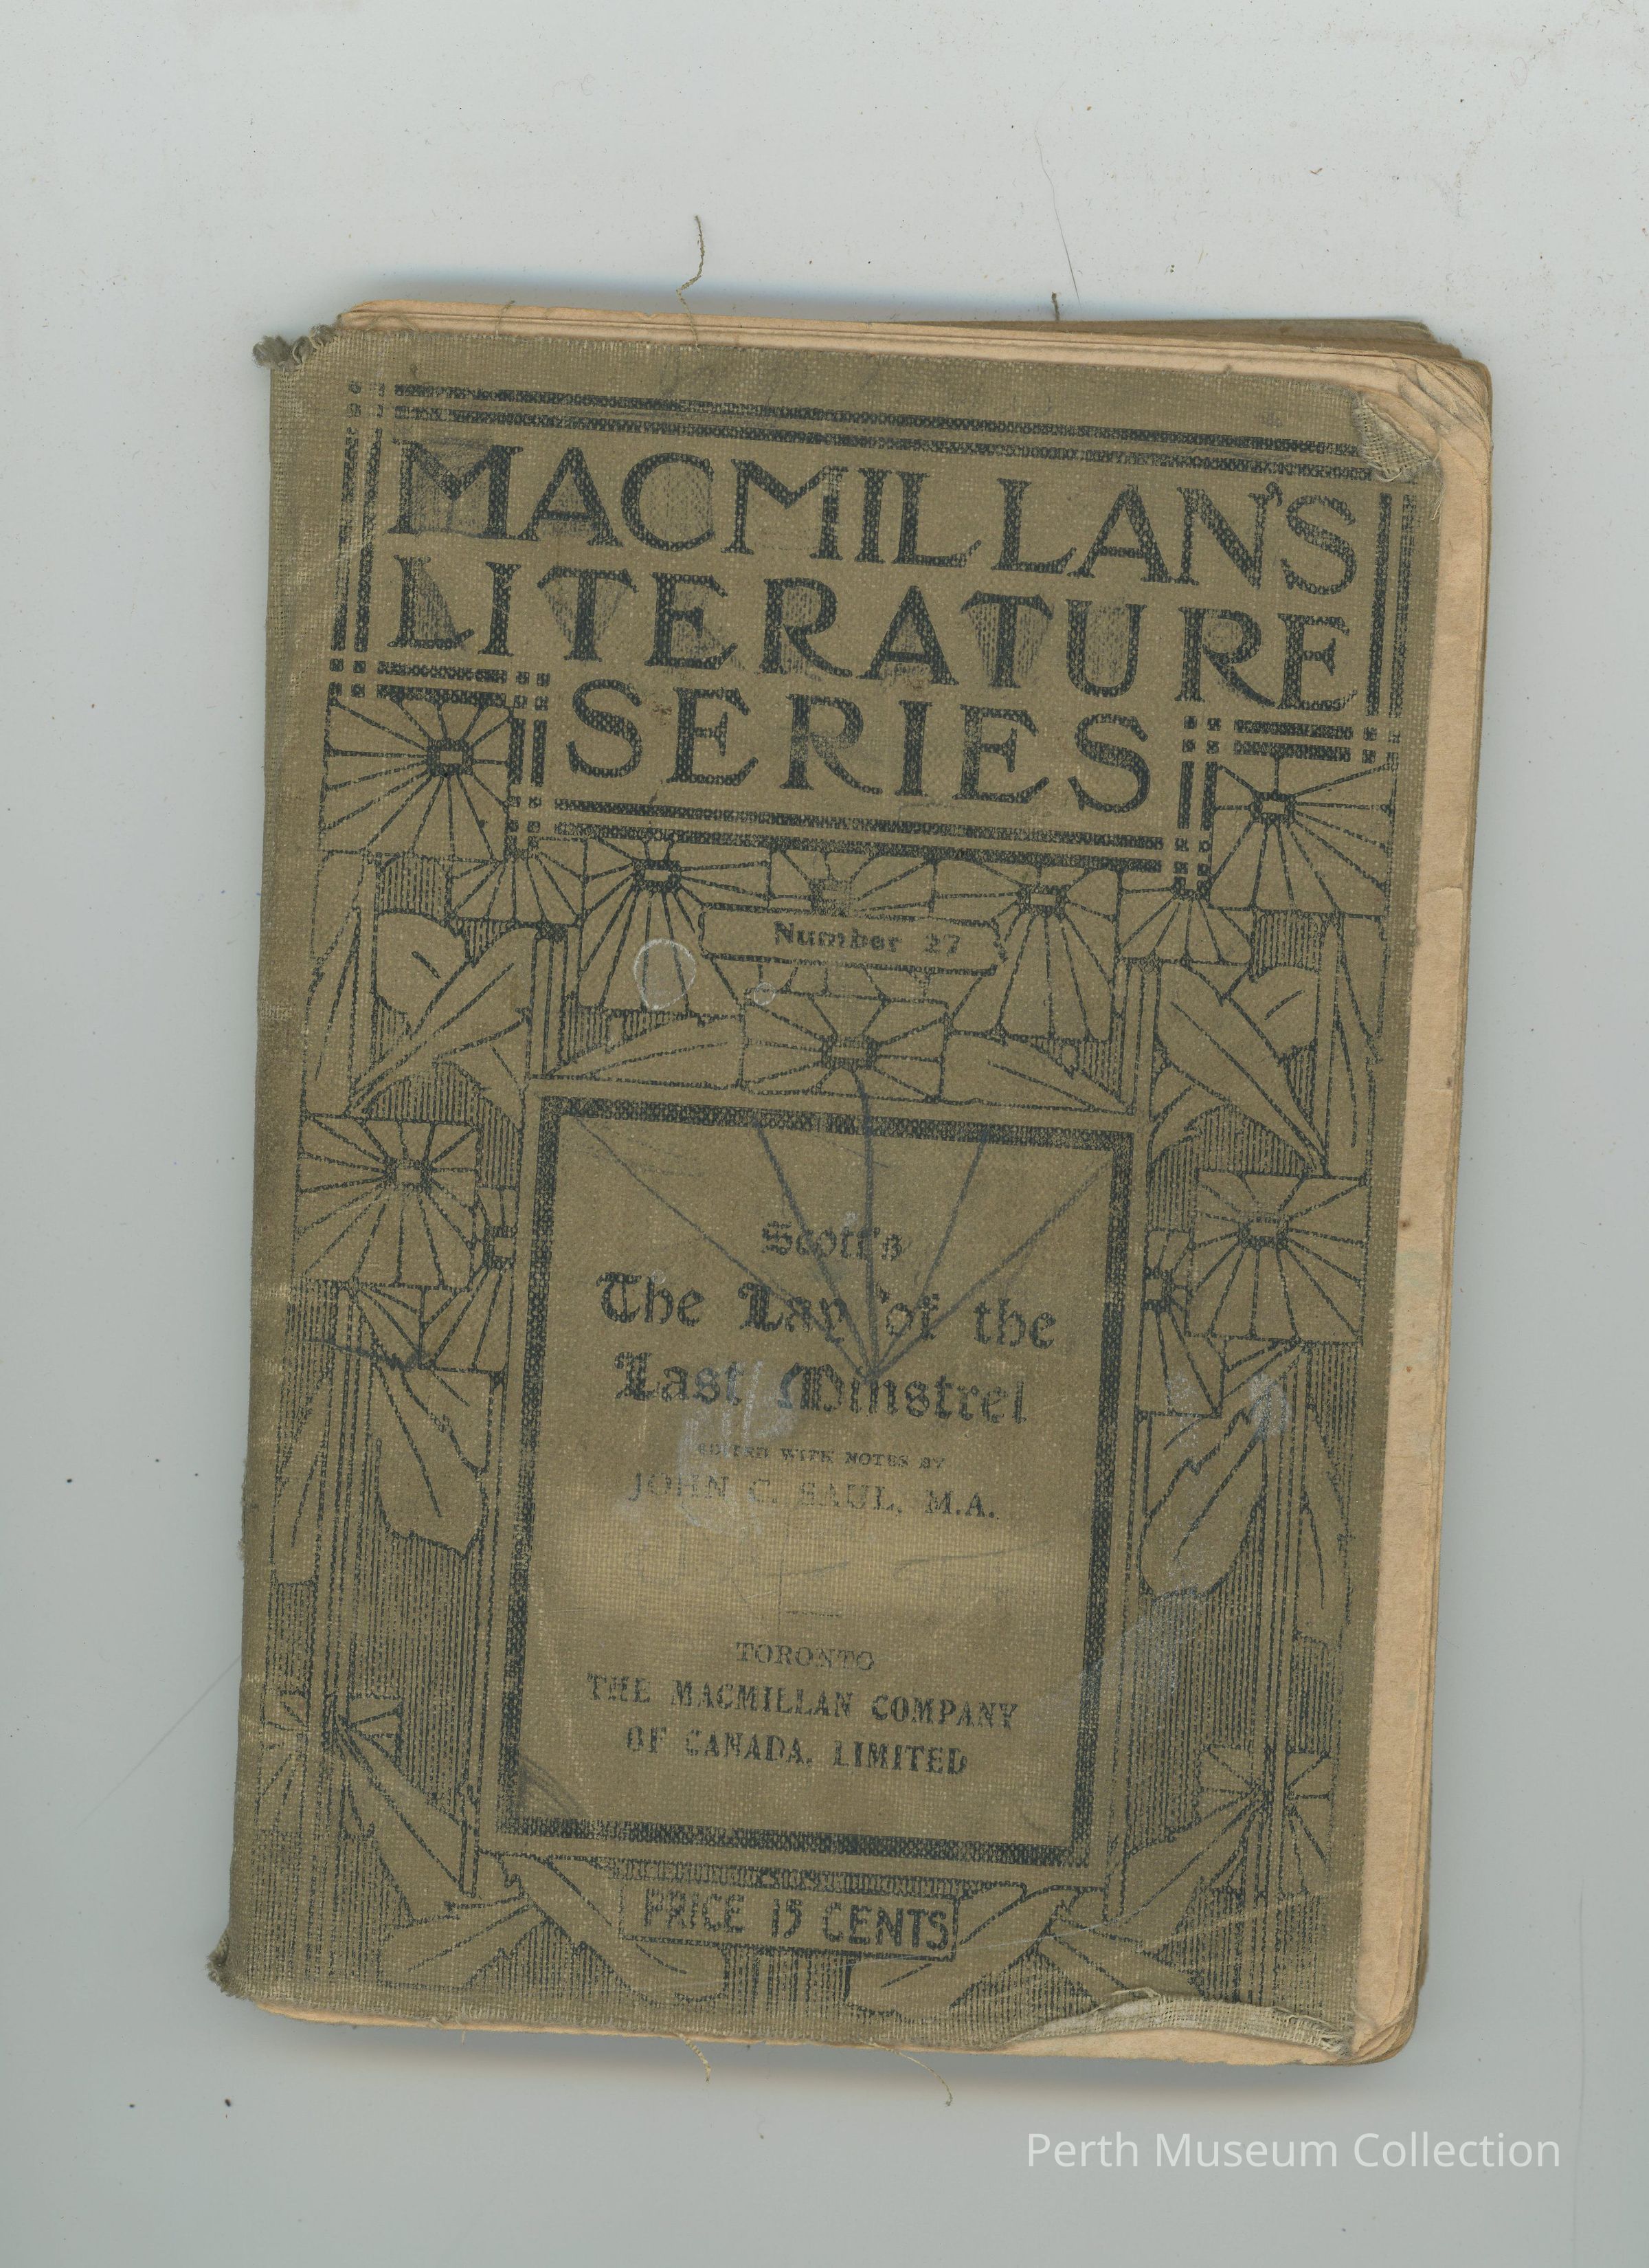 MACMILLAN'S
LITERATURE
SERIES
Number 27
Scott's
The Lay of the
Last Minstrel
EDITED WITH NOTES BY
JOHN C. SAUL, M.A.
TORONTO
THE MACMILLAN COMPANY
OF CANADA, LIMITED
PRICE 15 CENTS
Perth Museum Collection